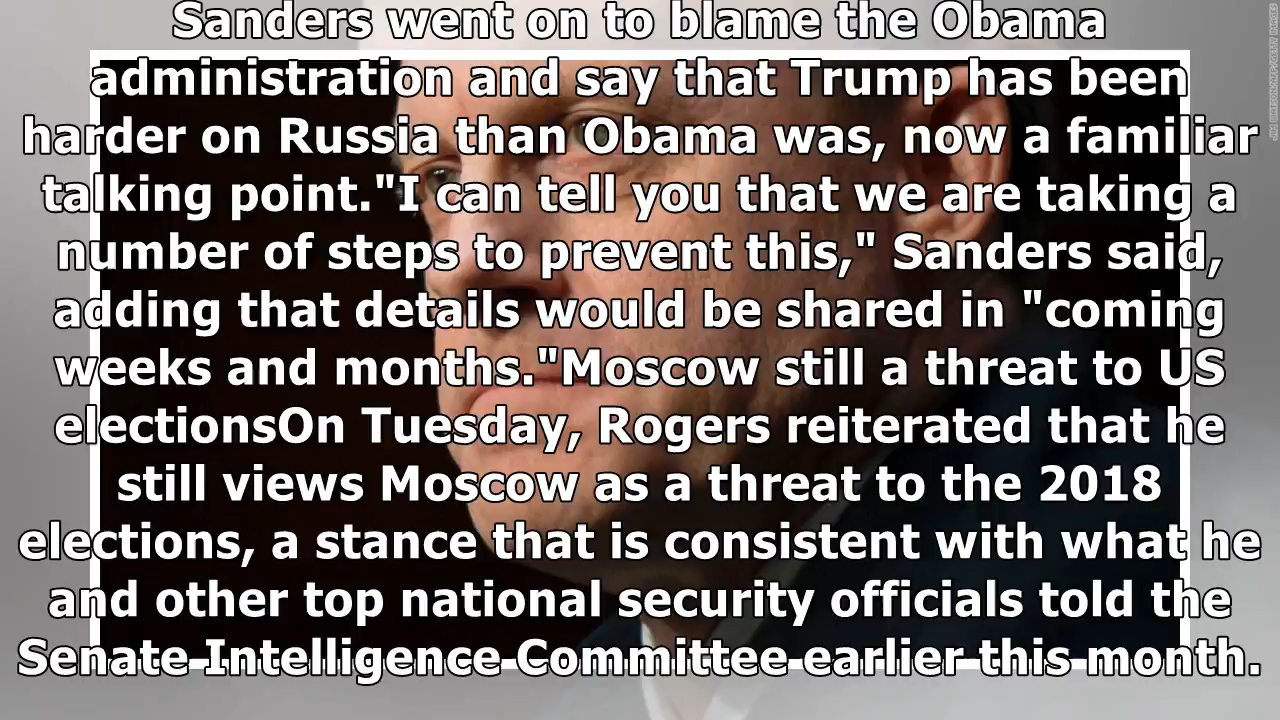 Sanders went on to blame the Obama
administration and say that Trump has been
harder on Russia than Obama was, now a familiar
talking point."I can tell you that we are taking a
number of steps to prevent this," Sanders said,
adding that details would be shared in "coming
weeks and months."Moscow still a threat to US
electionsOn Tuesday, Rogers reiterated that he
still views Moscow as a threat to the 2018
elections, a stance that is consistent with what he
and other top national security officials told the
Senate Intelligence Committee earlier this month.